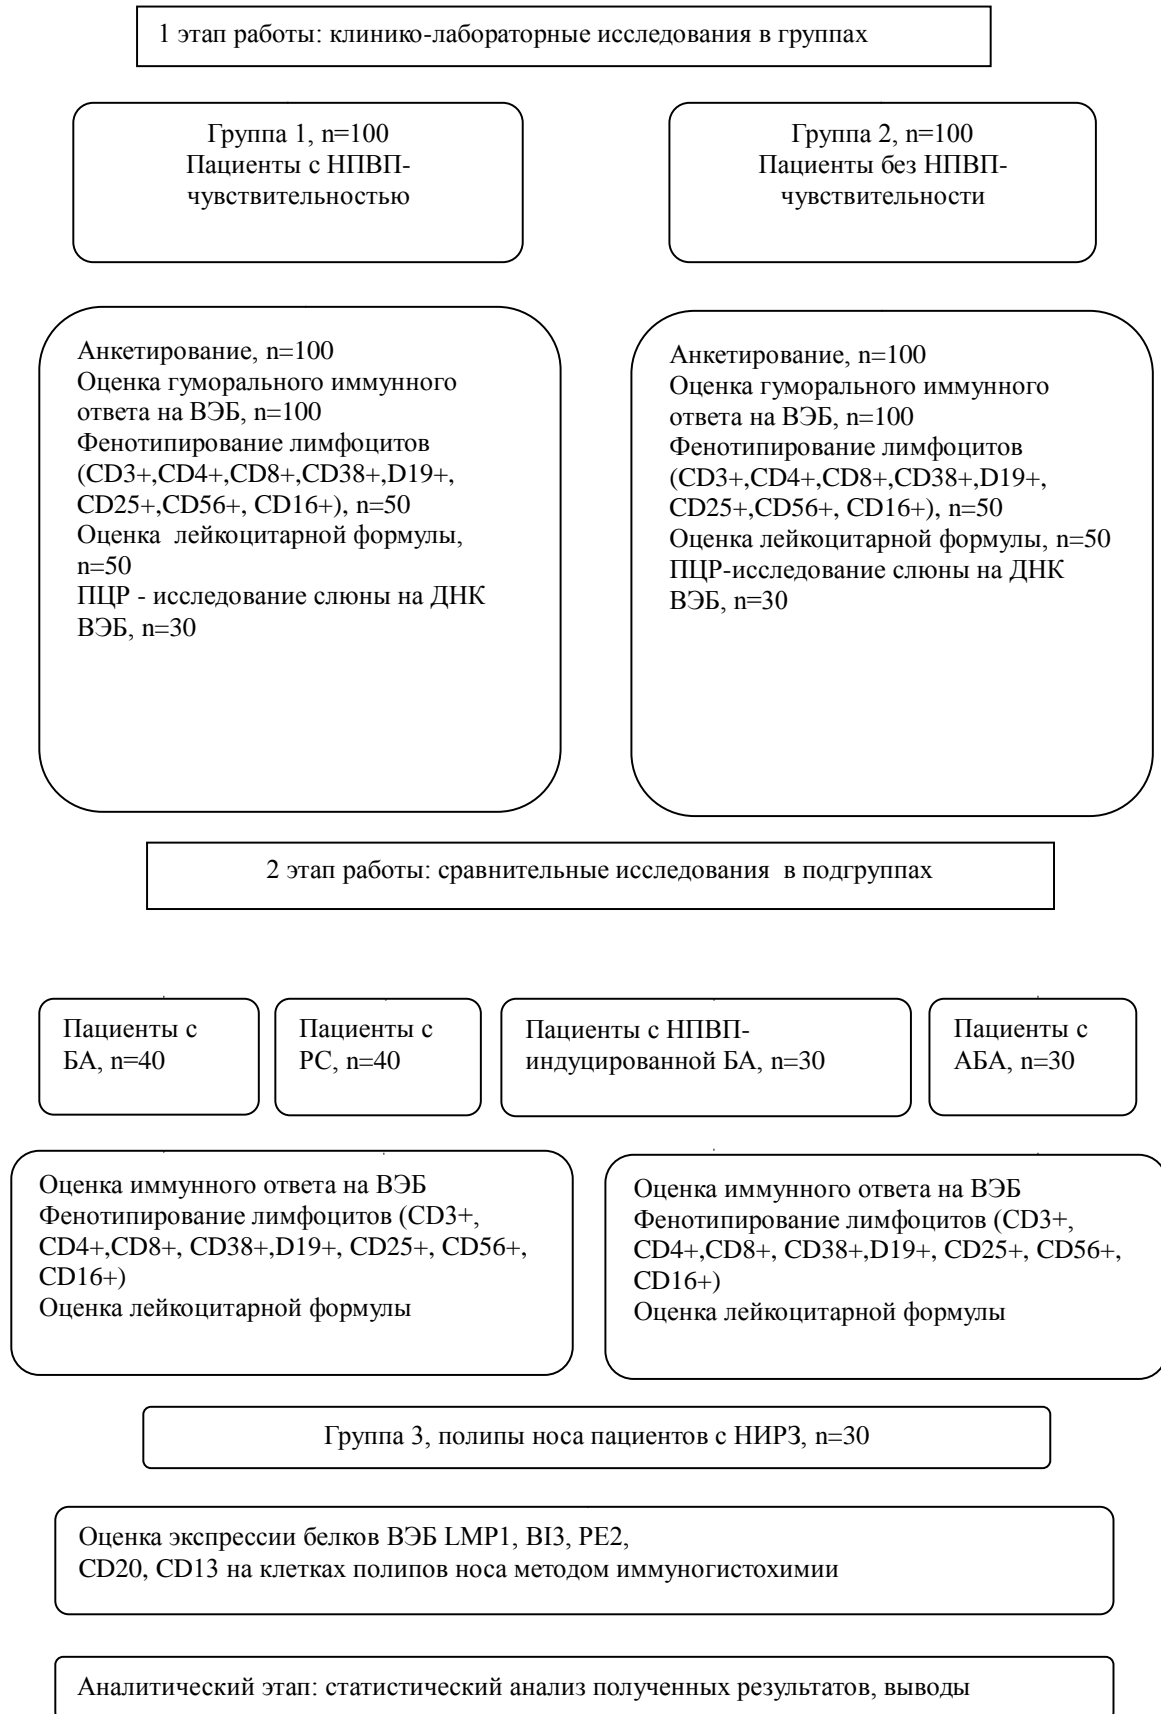 1 этап работы: клинико-лабораторные исследования в группах
Группа 1, n=100
Пациенты с НПВП-
чувствительностью
Группа 2, n=100
Пациенты без НПВП-
чувствительности
Анкетирование, n=100
Оценка гуморального иммунного
ответа на ВЭБ, n=100
Фенотипирование лимфоцитов
(CD3+,CD4+,CD8+,CD38+,D19+,
CD25+,CD56+, CD16+), n=50
Оценка лейкоцитарной формулы,
n=50
ПЦР - исследование слюны на ДНК
ВЭБ, n=30
Анкетирование, n=100
Оценка гуморального иммунного
ответа на ВЭБ, n=100
Фенотипирование лимфоцитов
(CD3+,CD4+,CD8+,CD38+,D19+,
CD25+,CD56+, CD16+), n=50
Оценка лейкоцитарной формулы, n=50
ПЦР-исследование слюны на ДНК
ВЭБ, n=30
2 этап работы: сравнительные исследования в подгруппах
Пациенты с
БА, n=40
Пациенты с
РС, n=40
Пациенты с НПВП-
индуцированной БА, n=30
Пациенты с
АБА, n=30
Оценка иммунного ответа на ВЭБ
Фенотипирование лимфоцитов (CD3+,
CD4+,CD8+, CD38+,D19+, CD25+, CD56+,
CD16+)
Оценка лейкоцитарной формулы
Оценка иммунного ответа на ВЭБ
Фенотипирование лимфоцитов (CD3+,
CD4+,CD8+, CD38+,D19+, CD25+, CD56+,
CD16+)
Оценка лейкоцитарной формулы
Группа 3, полипы носа пациентов с НИРЗ, n=30
Оценка экспрессии белков ВЭБ LMP1, BI3, PE2,
CD20, CD13 на клетках полипов носа методом иммуногистохимии
Аналитический этап: статистический анализ полученных результатов, выводы